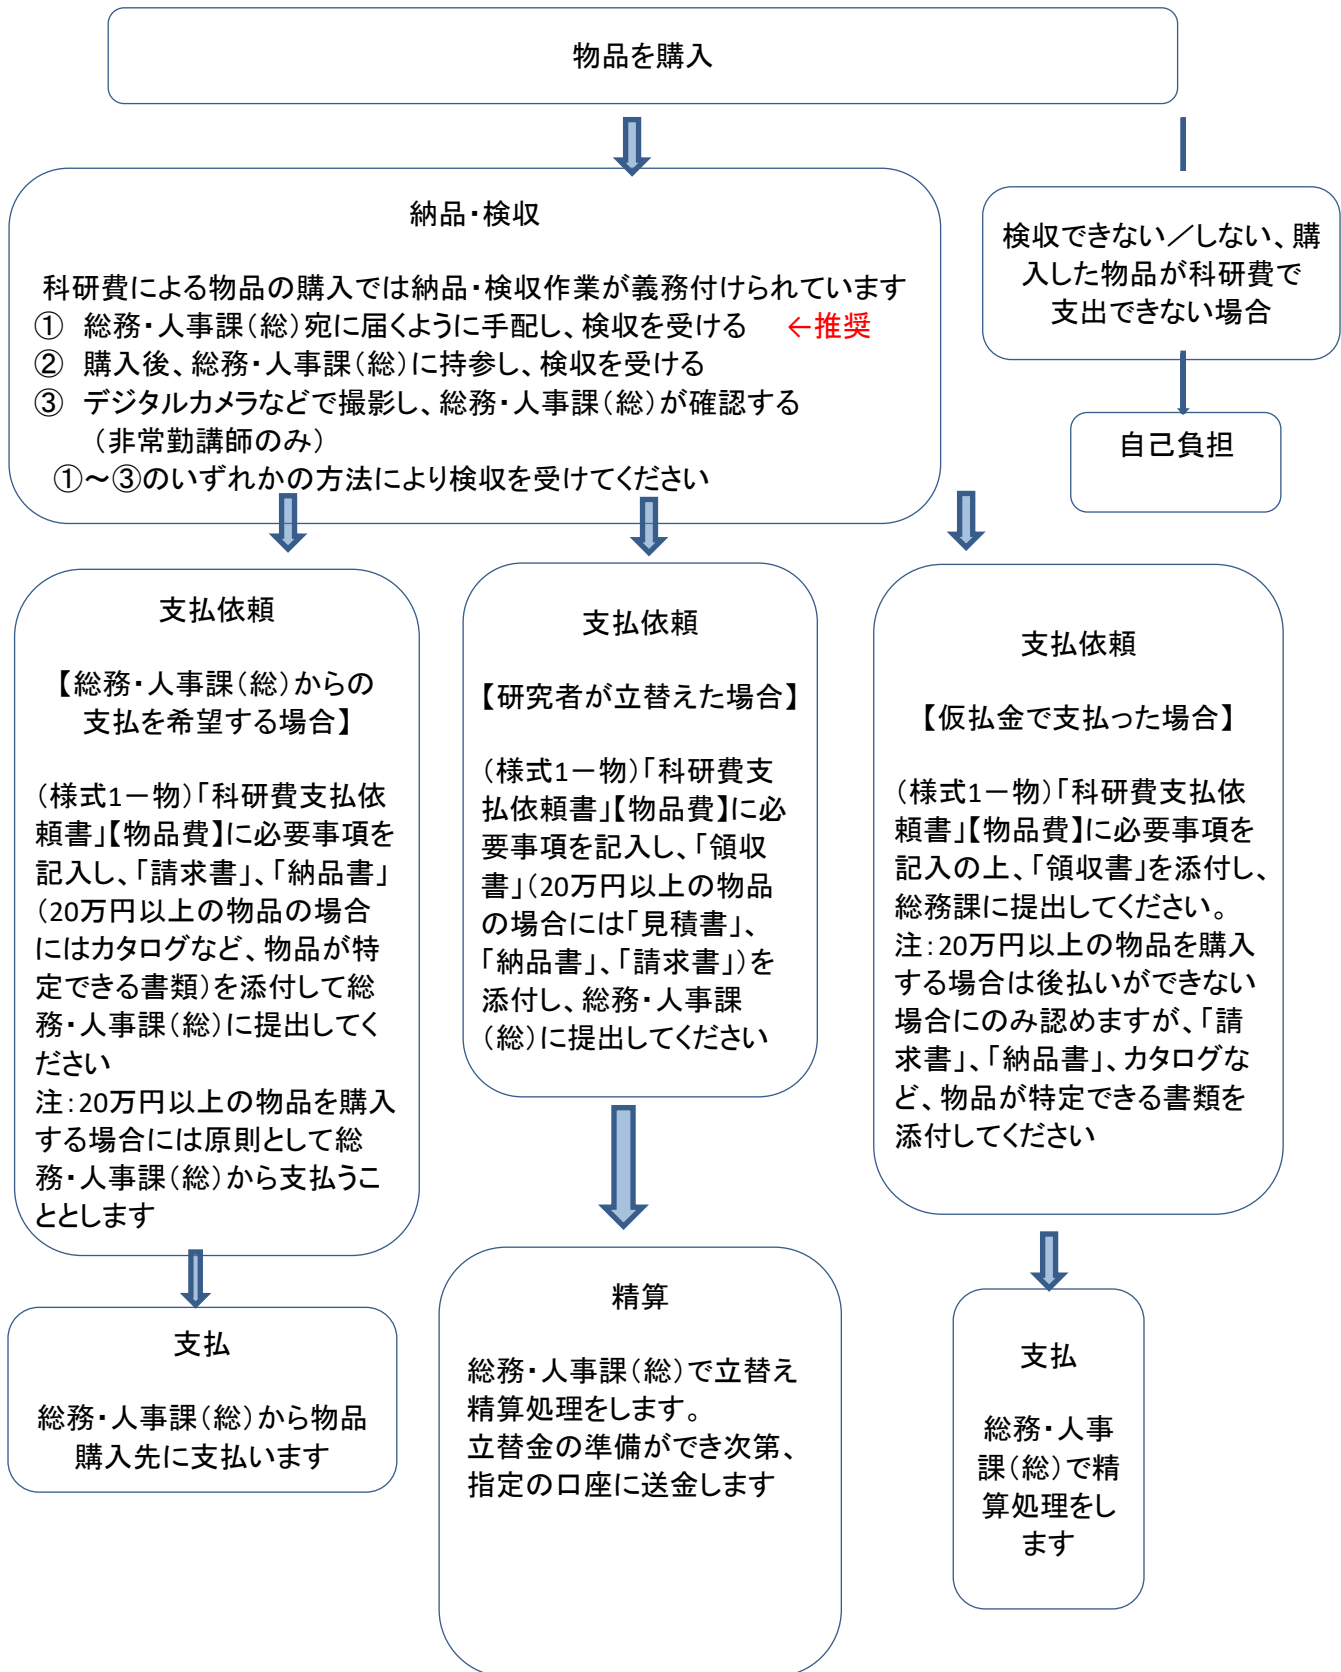 物品を購入
納品・検収
科研費による物品の購入では納品・検収作業が義務付けられています
① 総務・人事課（総）宛に届くように手配し、検収を受ける ←推奨
② 購入後、総務・人事課（総）に持参し、検収を受ける
③ デジタルカメラなどで撮影し、総務・人事課（総）が確認する
（非常勤講師のみ）
①～③のいずれかの方法により検収を受けてください
検収できない／しない、購
入した物品が科研費で
支出できない場合
自己負担
支払依頼
【総務・人事課（総）からの
支払を希望する場合】
（様式1－物）「科研費支払依
頼書」【物品費】に必要事項を
記入し、「請求書」、「納品書」
（20万円以上の物品の場合
にはカタログなど、物品が特
定できる書類）を添付して総
務・人事課（総）に提出してく
ださい
注：20万円以上の物品を購入
する場合には原則として総
務・人事課（総）から支払うこ
ととします
支払依頼
【研究者が立替えた場合】
（様式1－物）「科研費支
払依頼書」【物品費】に必
要事項を記入し、「領収
書」（20万円以上の物品
の場合には「見積書」、
「納品書」、「請求書」）を
添付し、総務・人事課
（総）に提出してください
支払依頼
【仮払金で支払った場合】
（様式1－物）「科研費支払依
頼書」【物品費】に必要事項を
記入の上、「領収書」を添付し、
総務課に提出してください。
注：20万円以上の物品を購入
する場合は後払いができない
場合にのみ認めますが、「請
求書」、「納品書」、カタログな
ど、物品が特定できる書類を
添付してください
支払
総務・人事課（総）から物品
購入先に支払います
精算
総務・人事課（総）で立替え
精算処理をします。
立替金の準備ができ次第、
指定の口座に送金します
支払
総務・人事
課（総）で精
算処理をし
ます